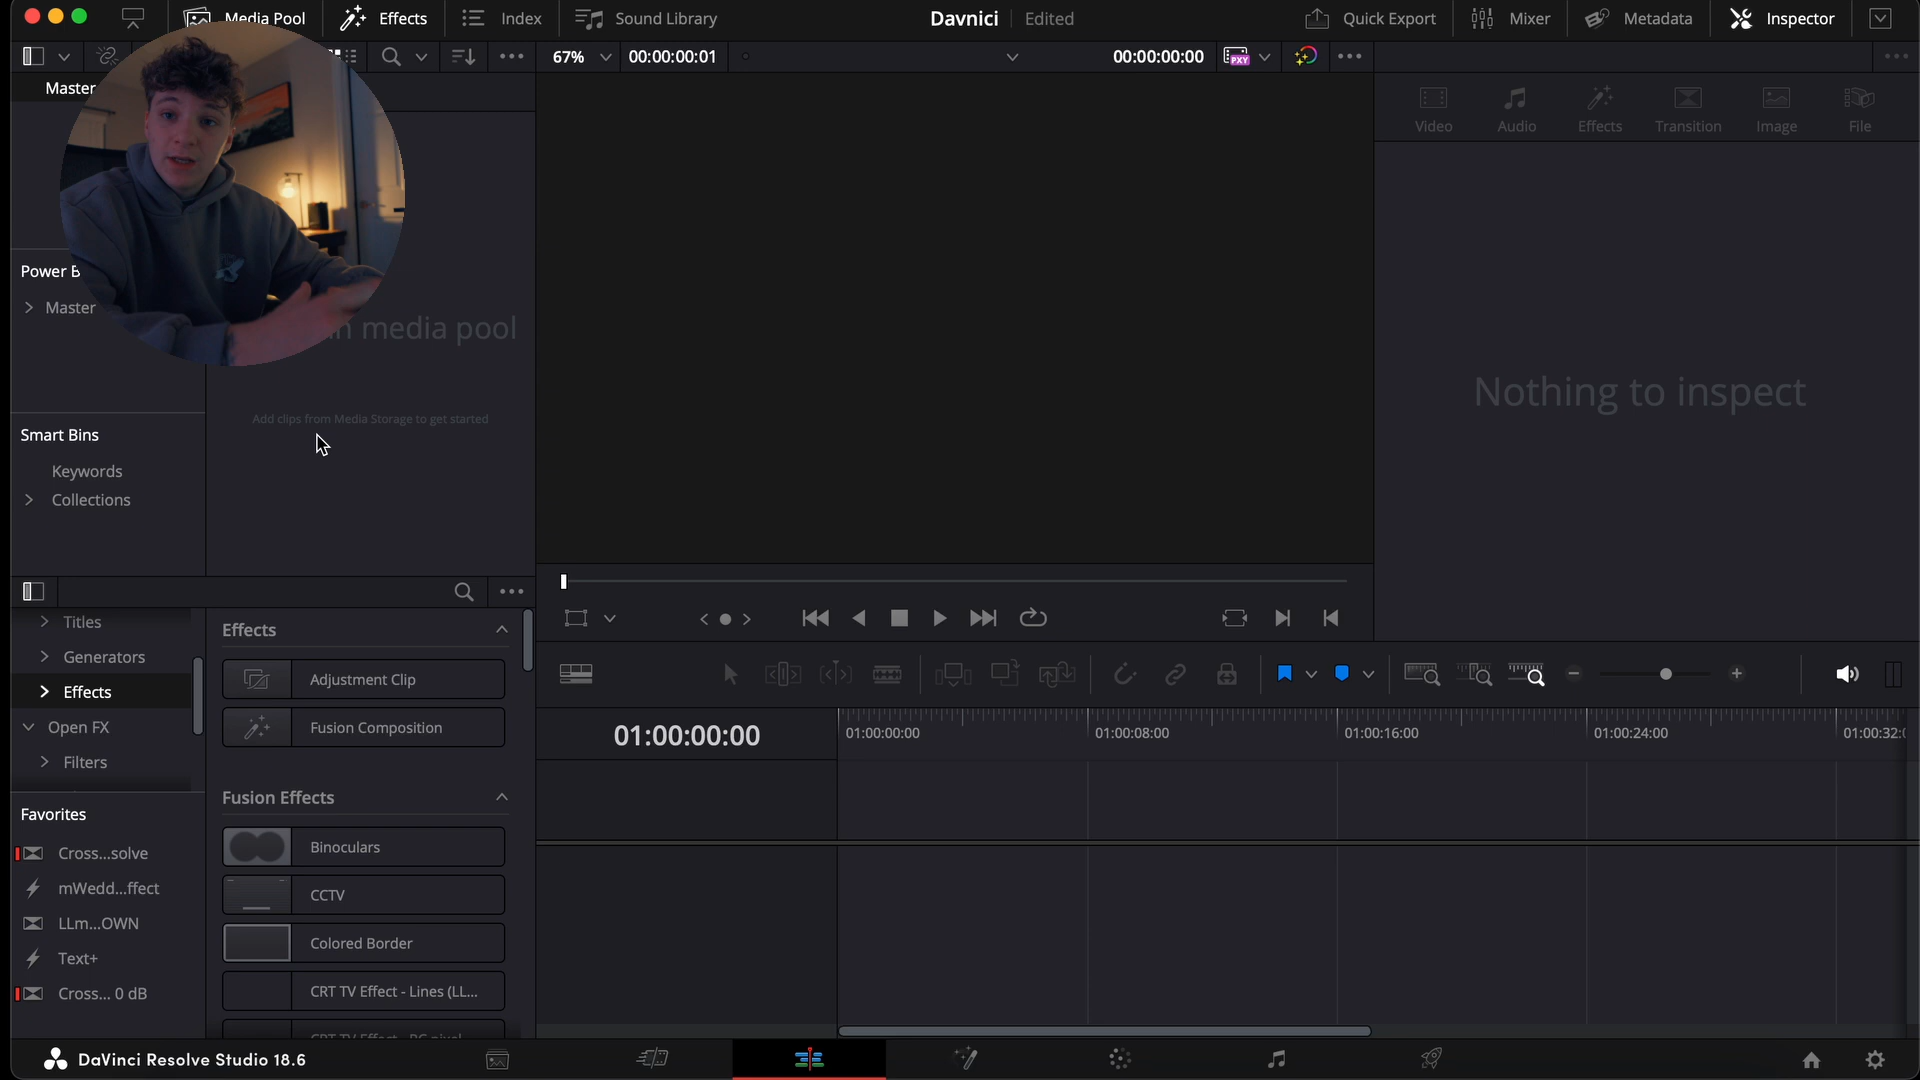 Media Pool
Effects
Index
Sound Library
Davnici
Edited
Quick Export
Mixer
Metadata
Inspector
67%
00:00:00:01
00:00:00:00
PXY
Master
Video
Audio
Effects
Transition
Image
File
Power B
Master
media pool
Nothing to inspect
Add clips from Media Storage to get started
Smart Bins
Keywords
Collections
Titles
Generators
Effects
Open FX
Filters
Effects
Adjustment Clip
Fusion Composition
Fusion Effects
Binoculars
CCTV
Colored Border
CRT TV Effect - Lines (LL...
01:00:00:00
01:00:00:00
01:00:08:00
01:00:16:00
01:00:24:00
01:00:32:
Favorites
Cross...solve
mWedd...ffect
LLm...OWN
Text+
Cross... 0 dB
DaVinci Resolve Studio 18.6